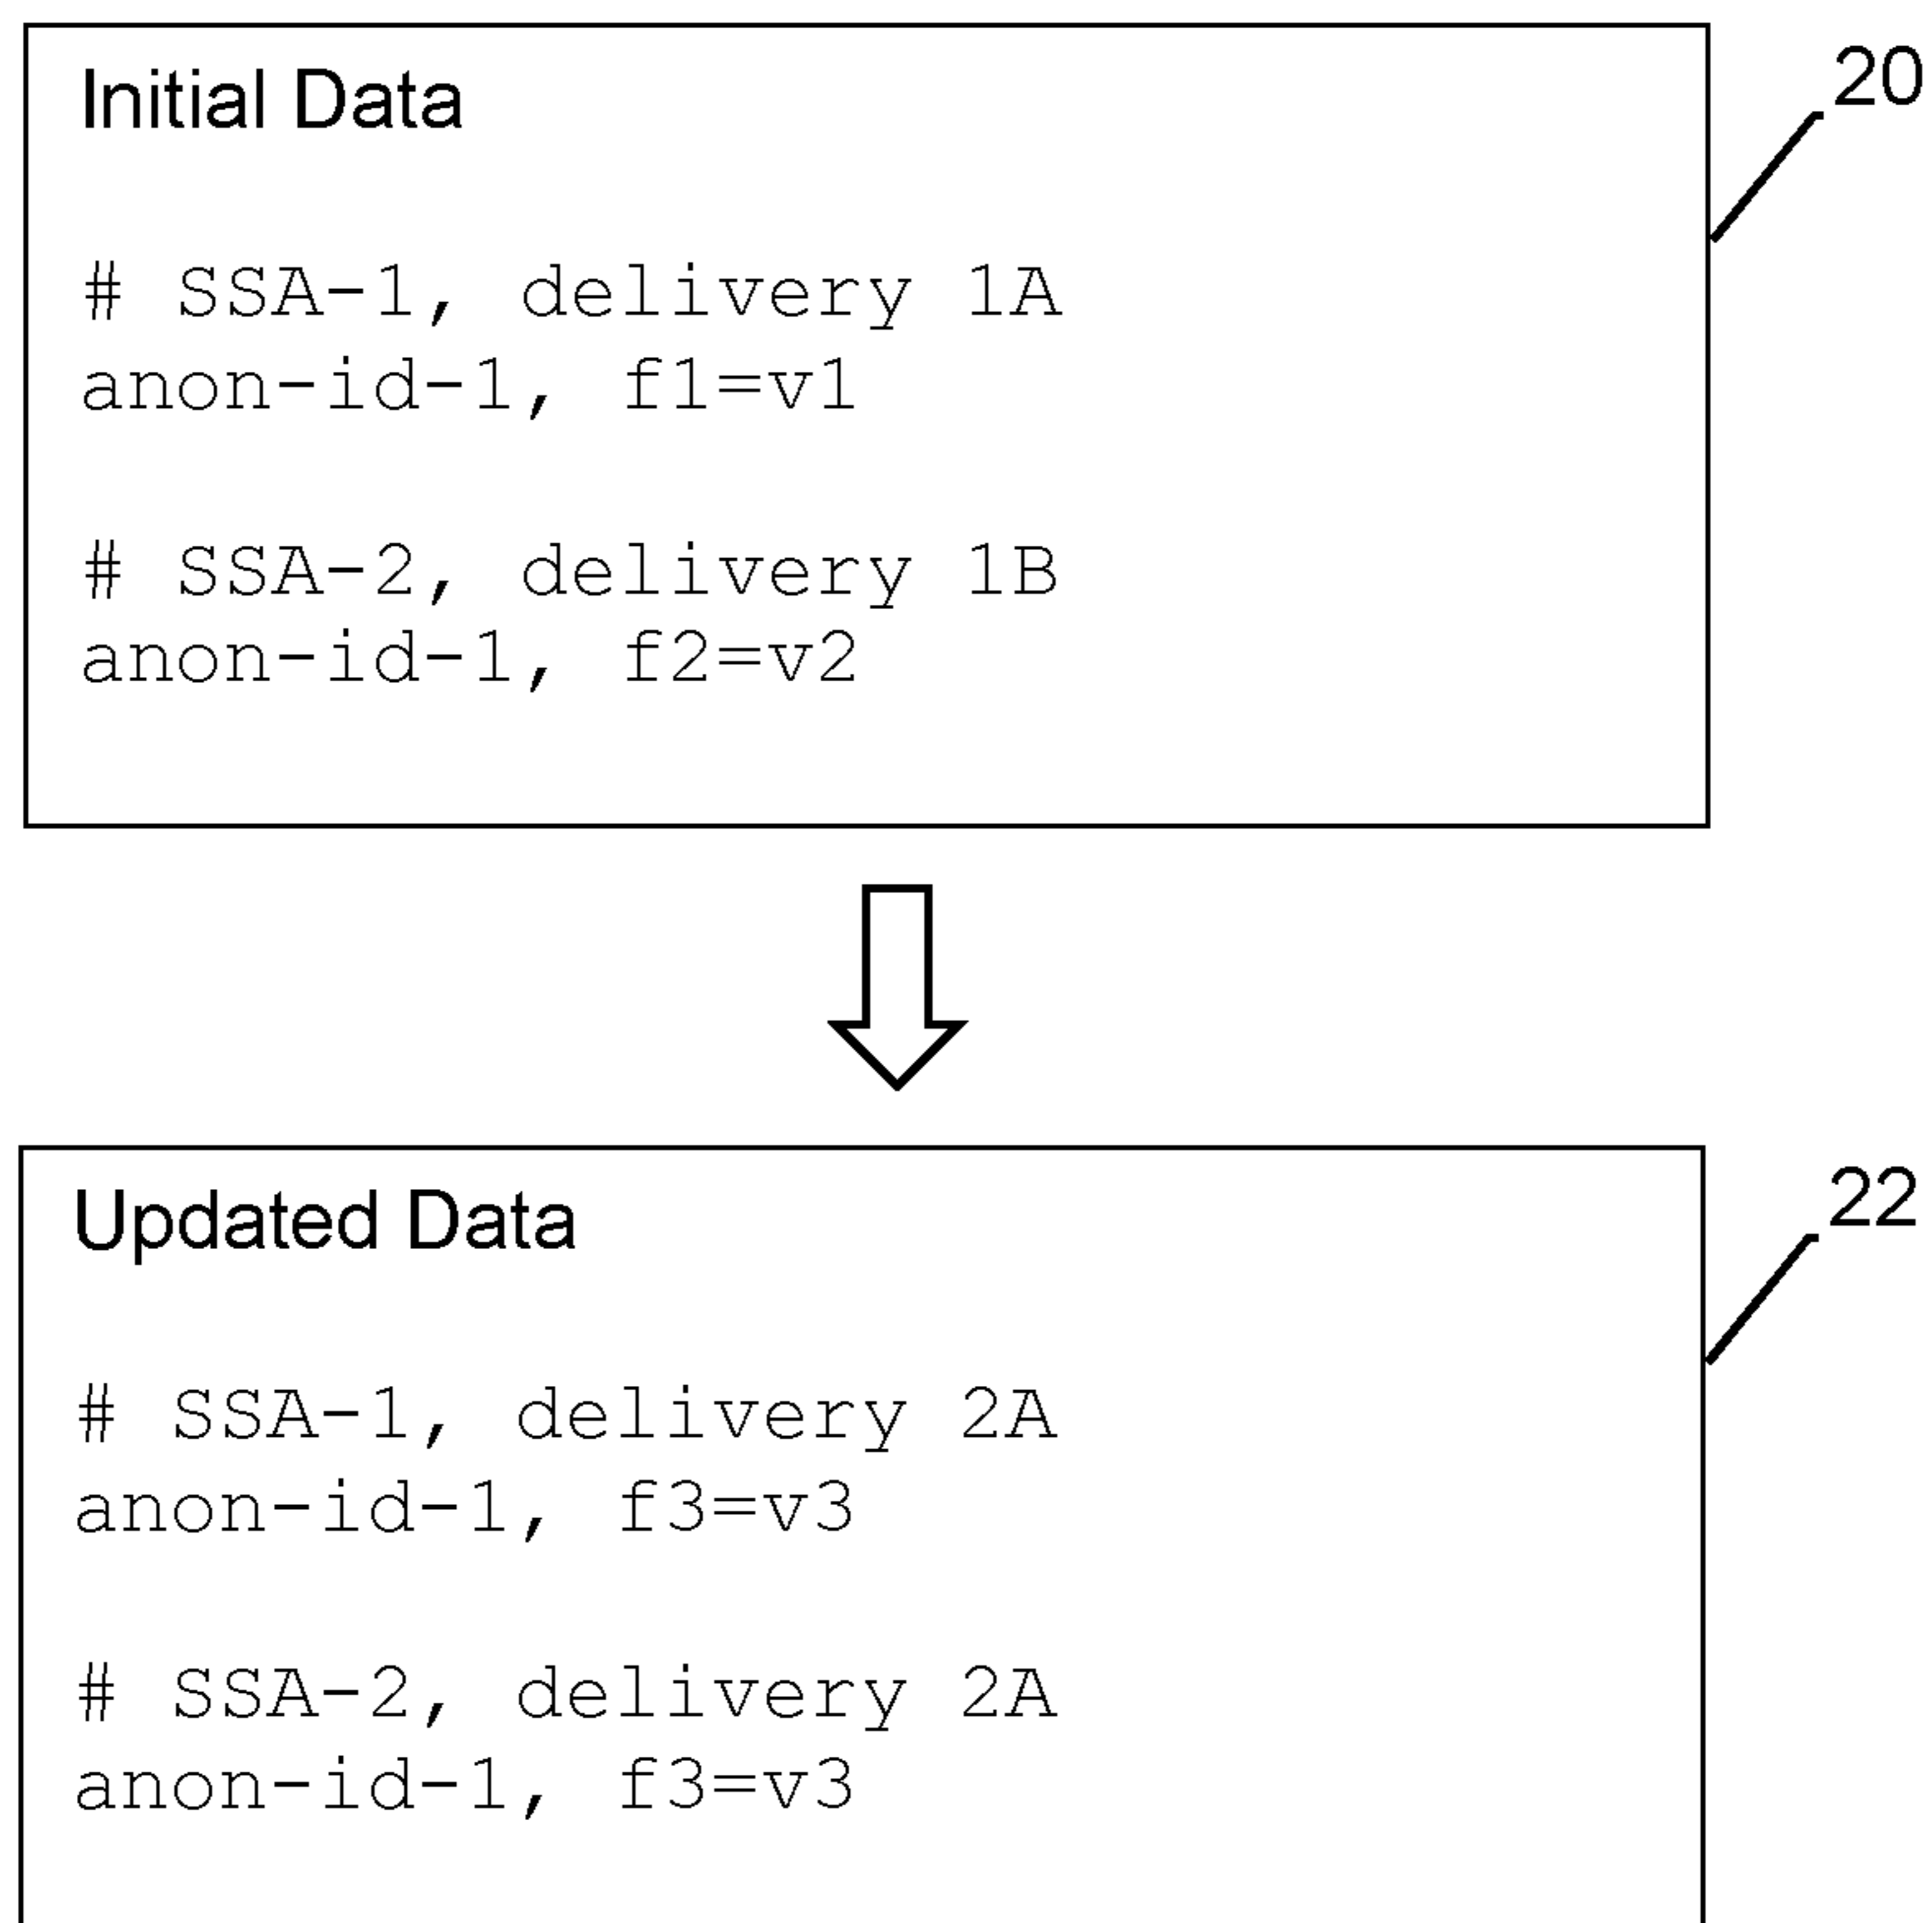 Initial Data
20
# SSA-1, delivery 1A
anon-id-1, f1=v1
# SSA-2, delivery 1B
anon-id-1, f2=v2
Updated Data
22
# SSA-1, delivery 2A
anon-id-1, f3=v3
# SSA-2, delivery 2A
anon-id-1, f3=v3